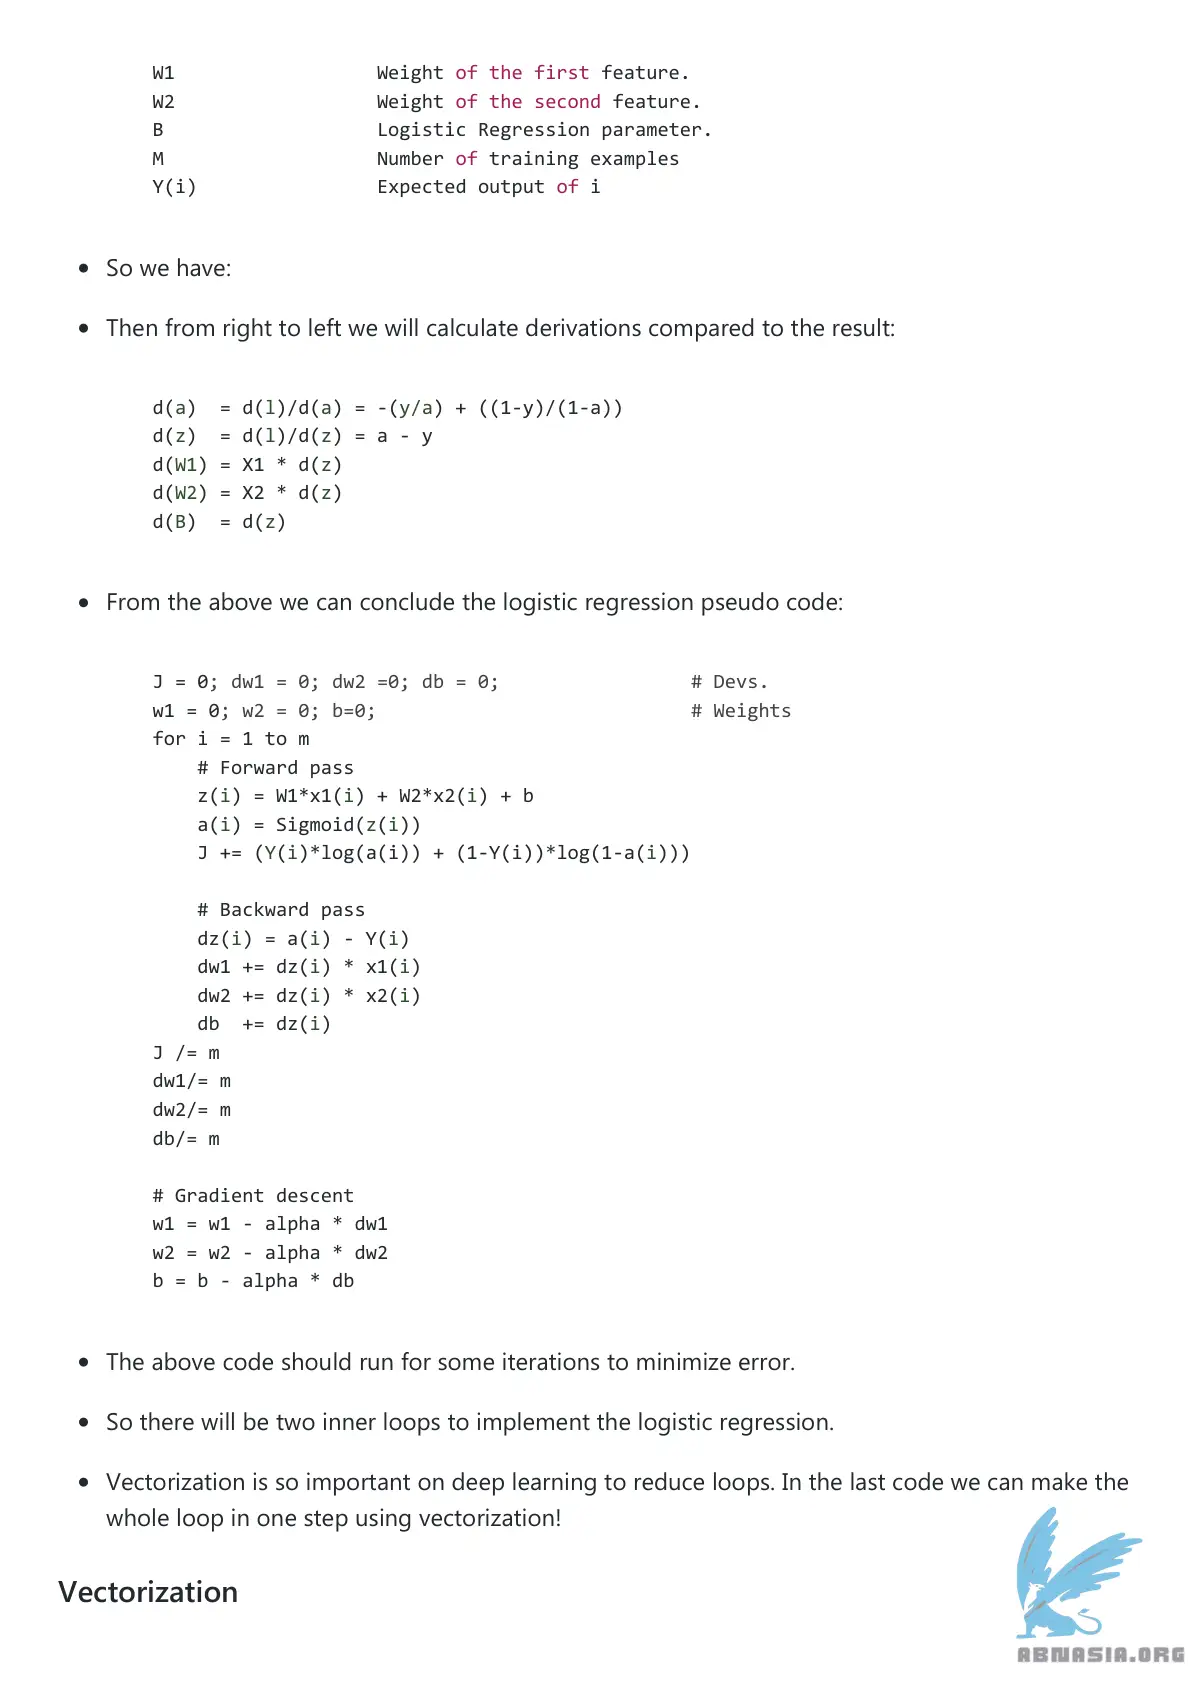 W1                  Weight of the first feature.
W2                  Weight of the second feature.
B                   Logistic Regression parameter.
M                   Number of training examples
Y(i)                Expected output of i
• So we have:
• Then from right to left we will calculate derivations compared to the result:
d(a)  = d(l)/d(a) = -(y/a) + ((1-y)/(1-a))
d(z)  = d(l)/d(z) = a - y
d(W1) = X1 * d(z)
d(W2) = X2 * d(z)
d(B)  = d(z)
• From the above we can conclude the logistic regression pseudo code:
J = 0; dw1 = 0; dw2 =0; db = 0;                 # Devs.
w1 = 0; w2 = 0; b=0;                            # Weights
for i = 1 to m
    # Forward pass
    z(i) = W1*x1(i) + W2*x2(i) + b
    a(i) = Sigmoid(z(i))
    J += (Y(i)*log(a(i)) + (1-Y(i))*log(1-a(i)))
    # Backward pass
    dz(i) = a(i) - Y(i)
    dw1 += dz(i) * x1(i)
    dw2 += dz(i) * x2(i)
    db  += dz(i)
J /= m
dw1/= m
dw2/= m
db/= m
# Gradient descent
w1 = w1 - alpha * dw1
w2 = w2 - alpha * dw2
b = b - alpha * db
• The above code should run for some iterations to minimize error.
• So there will be two inner loops to implement the logistic regression.
• Vectorization is so important on deep learning to reduce loops. In the last code we can make the
whole loop in one step using vectorization!
Vectorization
ABNASIA.ORG